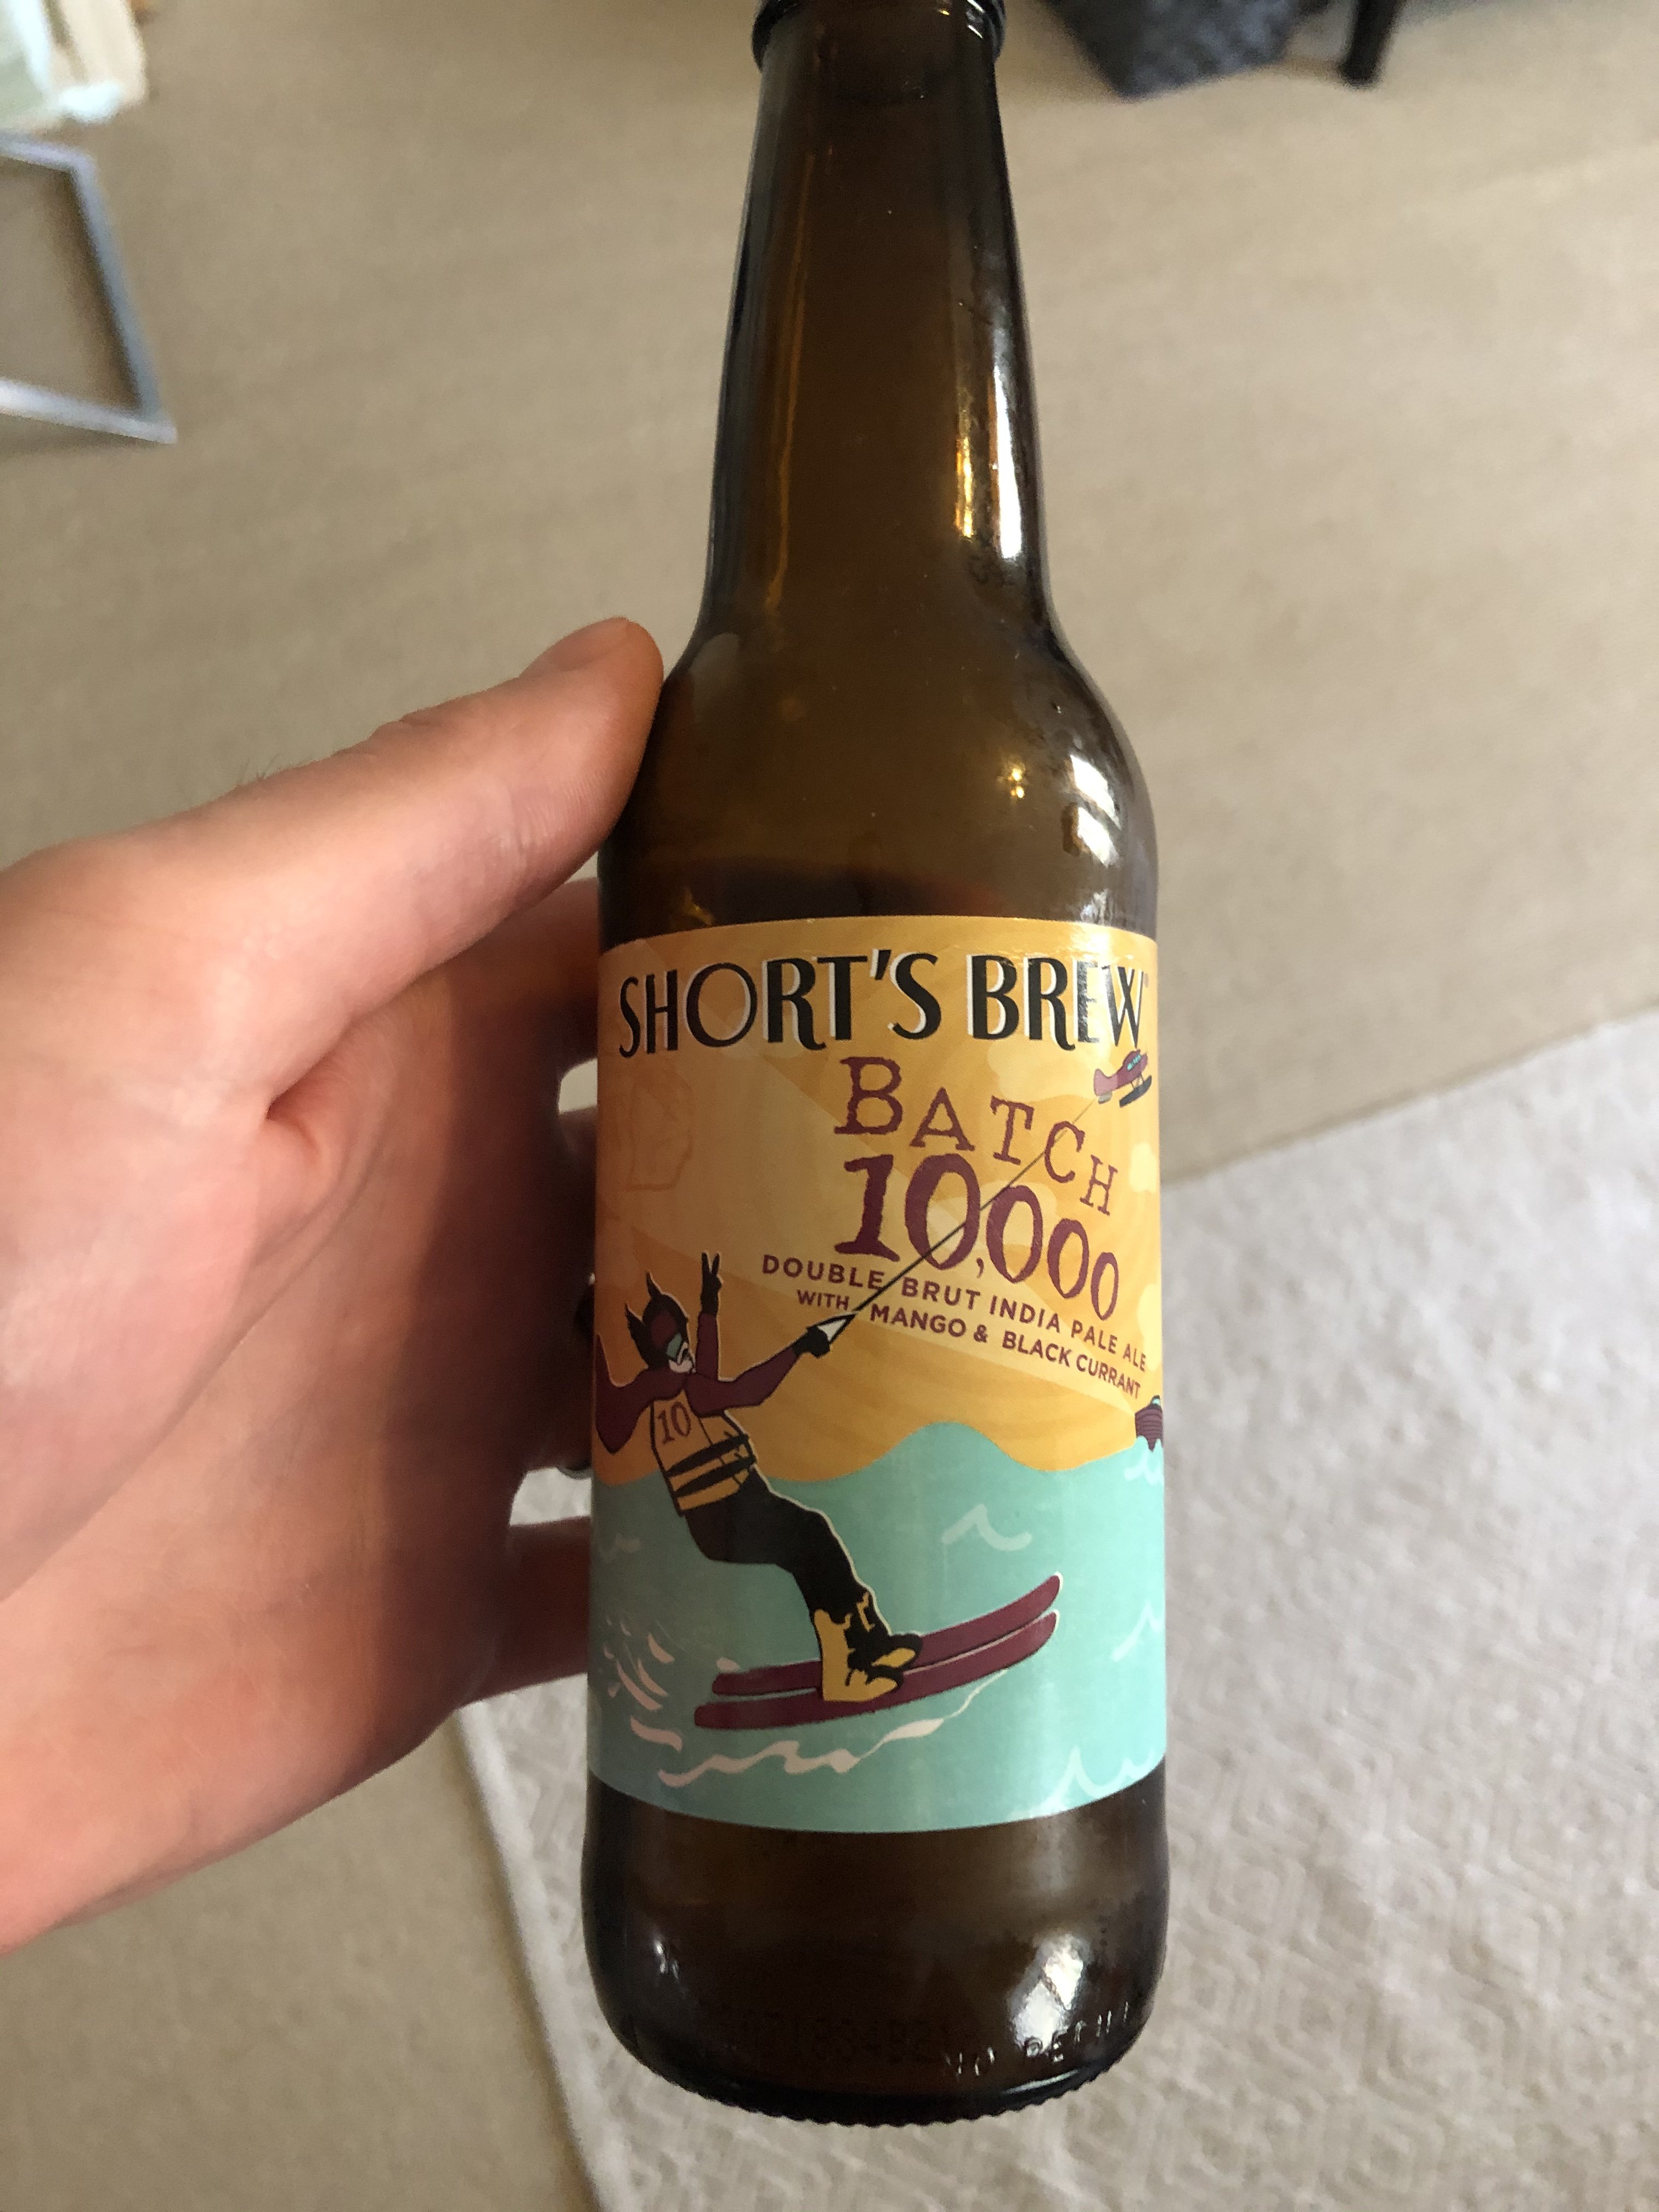 SHORT'S BREW
BATCH
10,000
DOUBLE BRUT INDIA PALE ALE
WITH MANGO & BLACK CURRANT
10